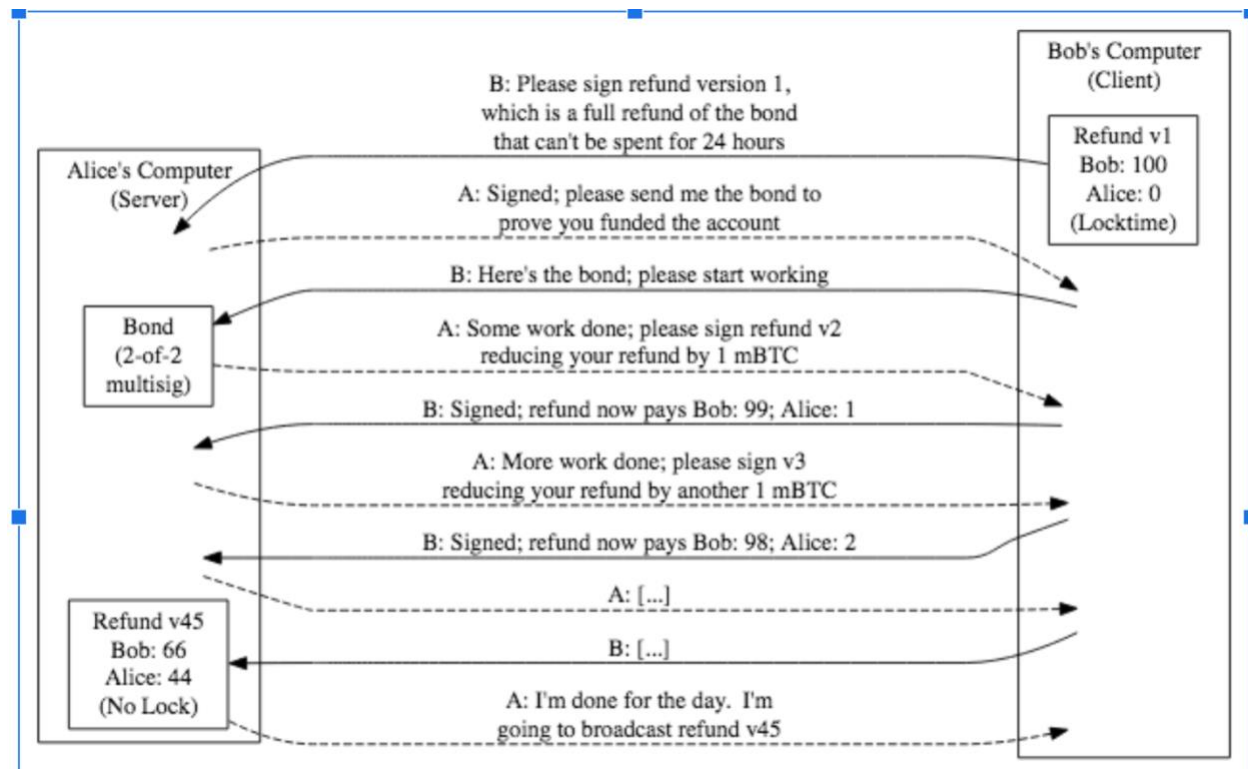 Bob's Computer
(Client)
B: Please sign refund version 1,
which is a full refund of the bond
that can't be spent for 24 hours
Refund v1
Bob: 100
Alice: 0
(Locktime)
Alice's Computer
(Server)
A: Signed; please send me the bond to
prove you funded the account
B: Here's the bond; please start working
Bond
(2-of-2
multisig)
A: Some work done; please sign refund v2
reducing your refund by 1 mBTC
B: Signed; refund now pays Bob: 99; Alice: 1
A: More work done; please sign v3
reducing your refund by another 1 mBTC
B: Signed; refund now pays Bob: 98; Alice: 2
A: [...]
Refund v45
Bob: 66
Alice: 44
(No Lock)
B: [...]
A: I'm done for the day. I'm
going to broadcast refund v45